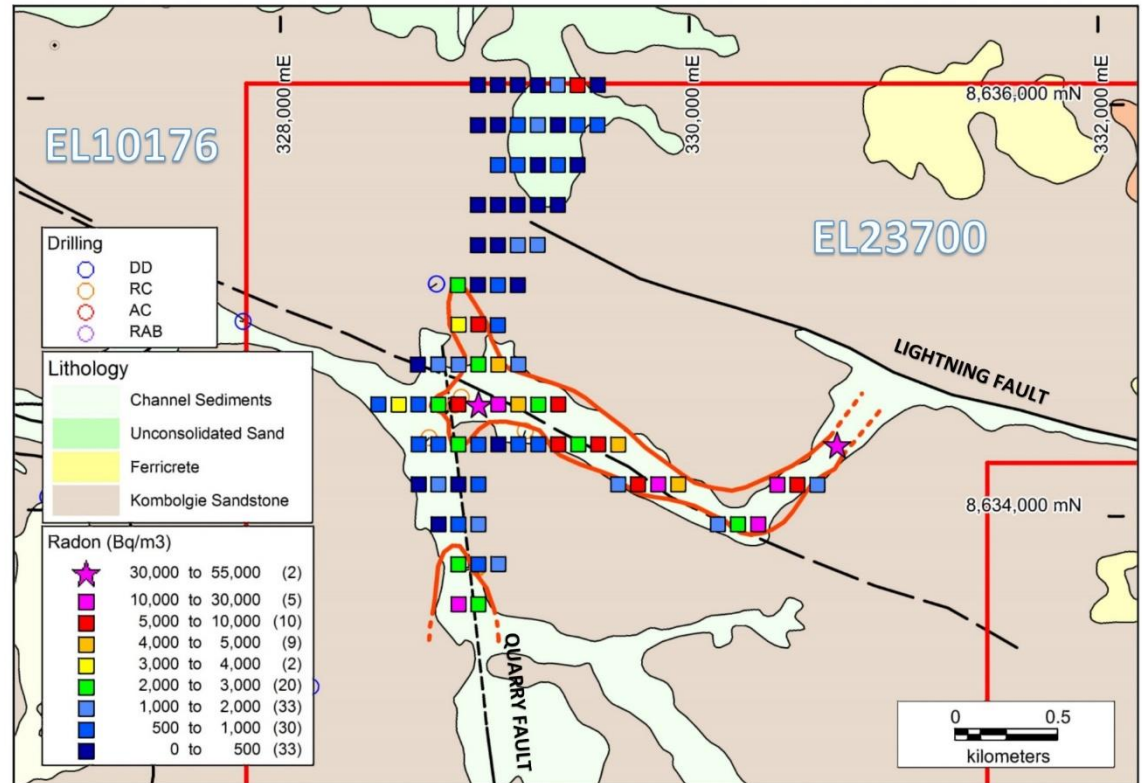 328,000 mE
330,000 mE
332,000 mE
8,636,000 mN
EL10176
EL23700
Drilling
DD
RC
AC
RAB
LIGHTNING FAULT
Lithology
Channel Sediments
Unconsolidated Sand
Ferricrete
Kombolgie Sandstone
8,634,000 mN
Radon (Bq/m3)
30,000 to 55,000 (2)
10,000 to 30,000 (5)
5,000 to 10,000 (10)
4,000 to 5,000 (9)
3,000 to 4,000 (2)
2,000 to 3,000 (20)
1,000 to 2,000 (33)
500 to 1,000 (30)
0 to 500 (33)
QUARRY FAULT
0 0.5
kilometers